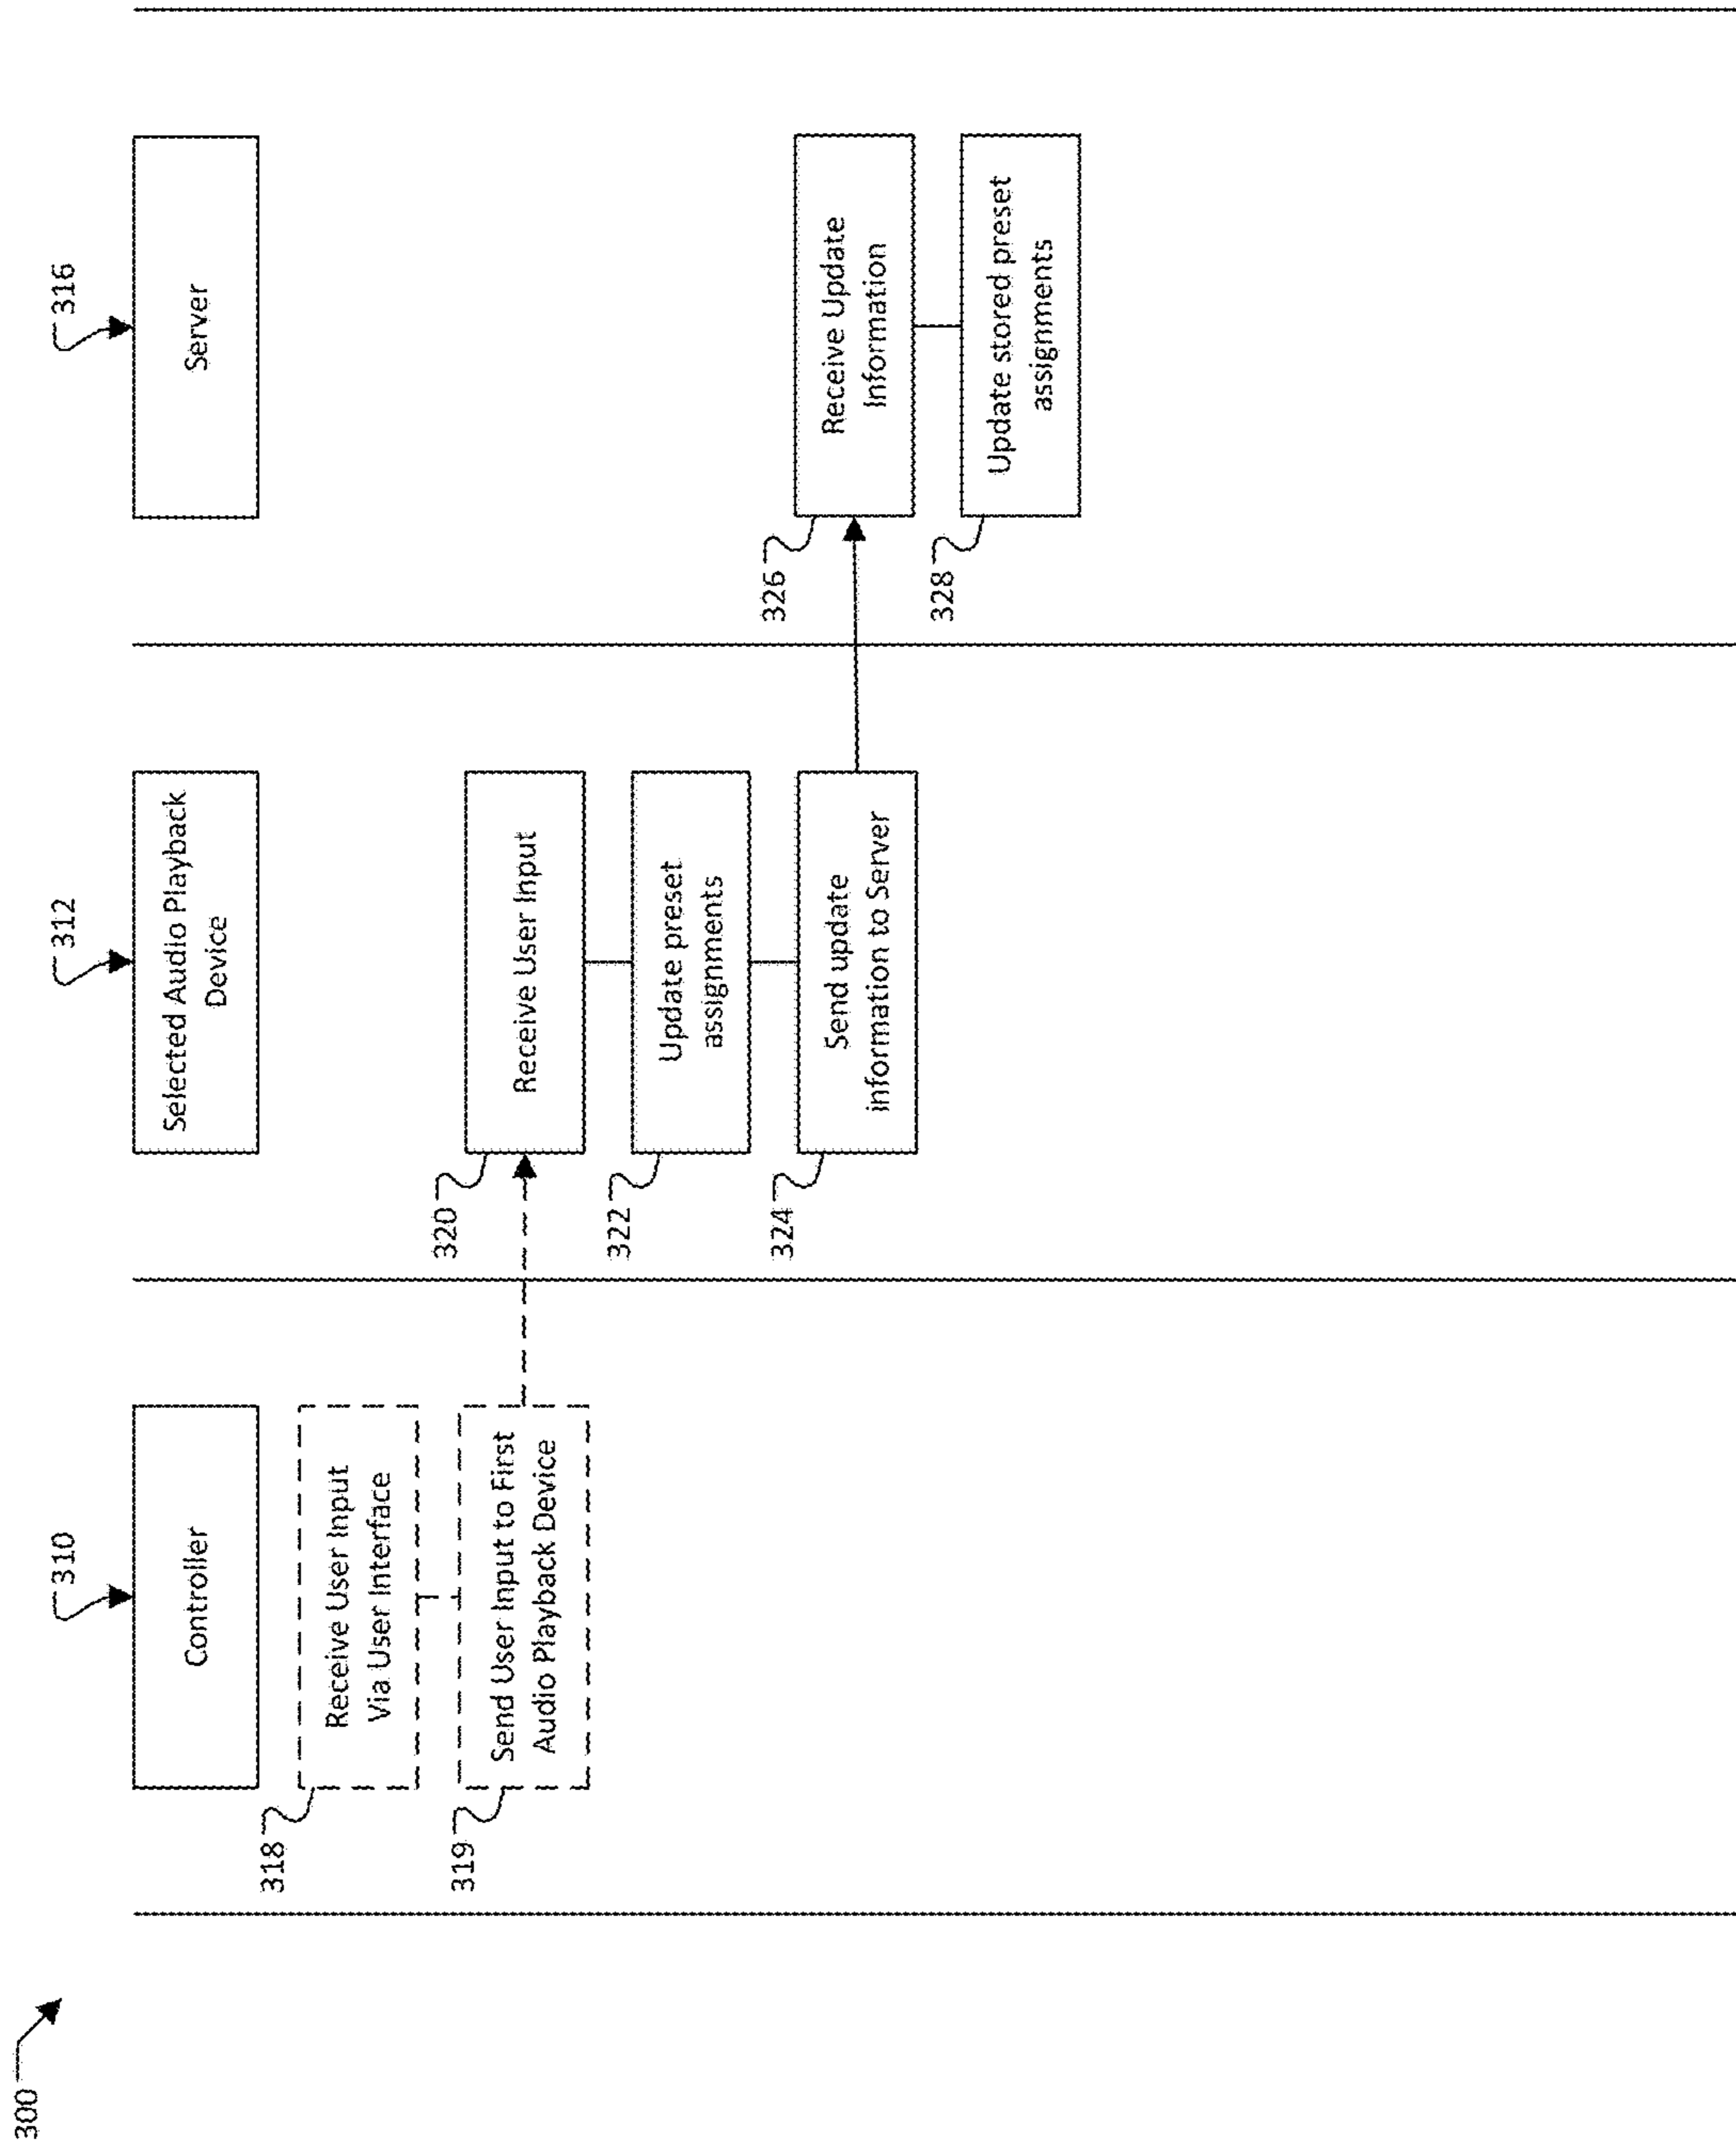 300
310
312
316
Controller
Selected Audio Playback
Device
Server
318
Receive User Input
Via User Interface
319
Send User Input to First
Audio Playback Device
320
Receive User Input
322
Update preset
assignments
324
Send update
information to Server
326
Receive Update
Information
328
Update stored preset
assignments